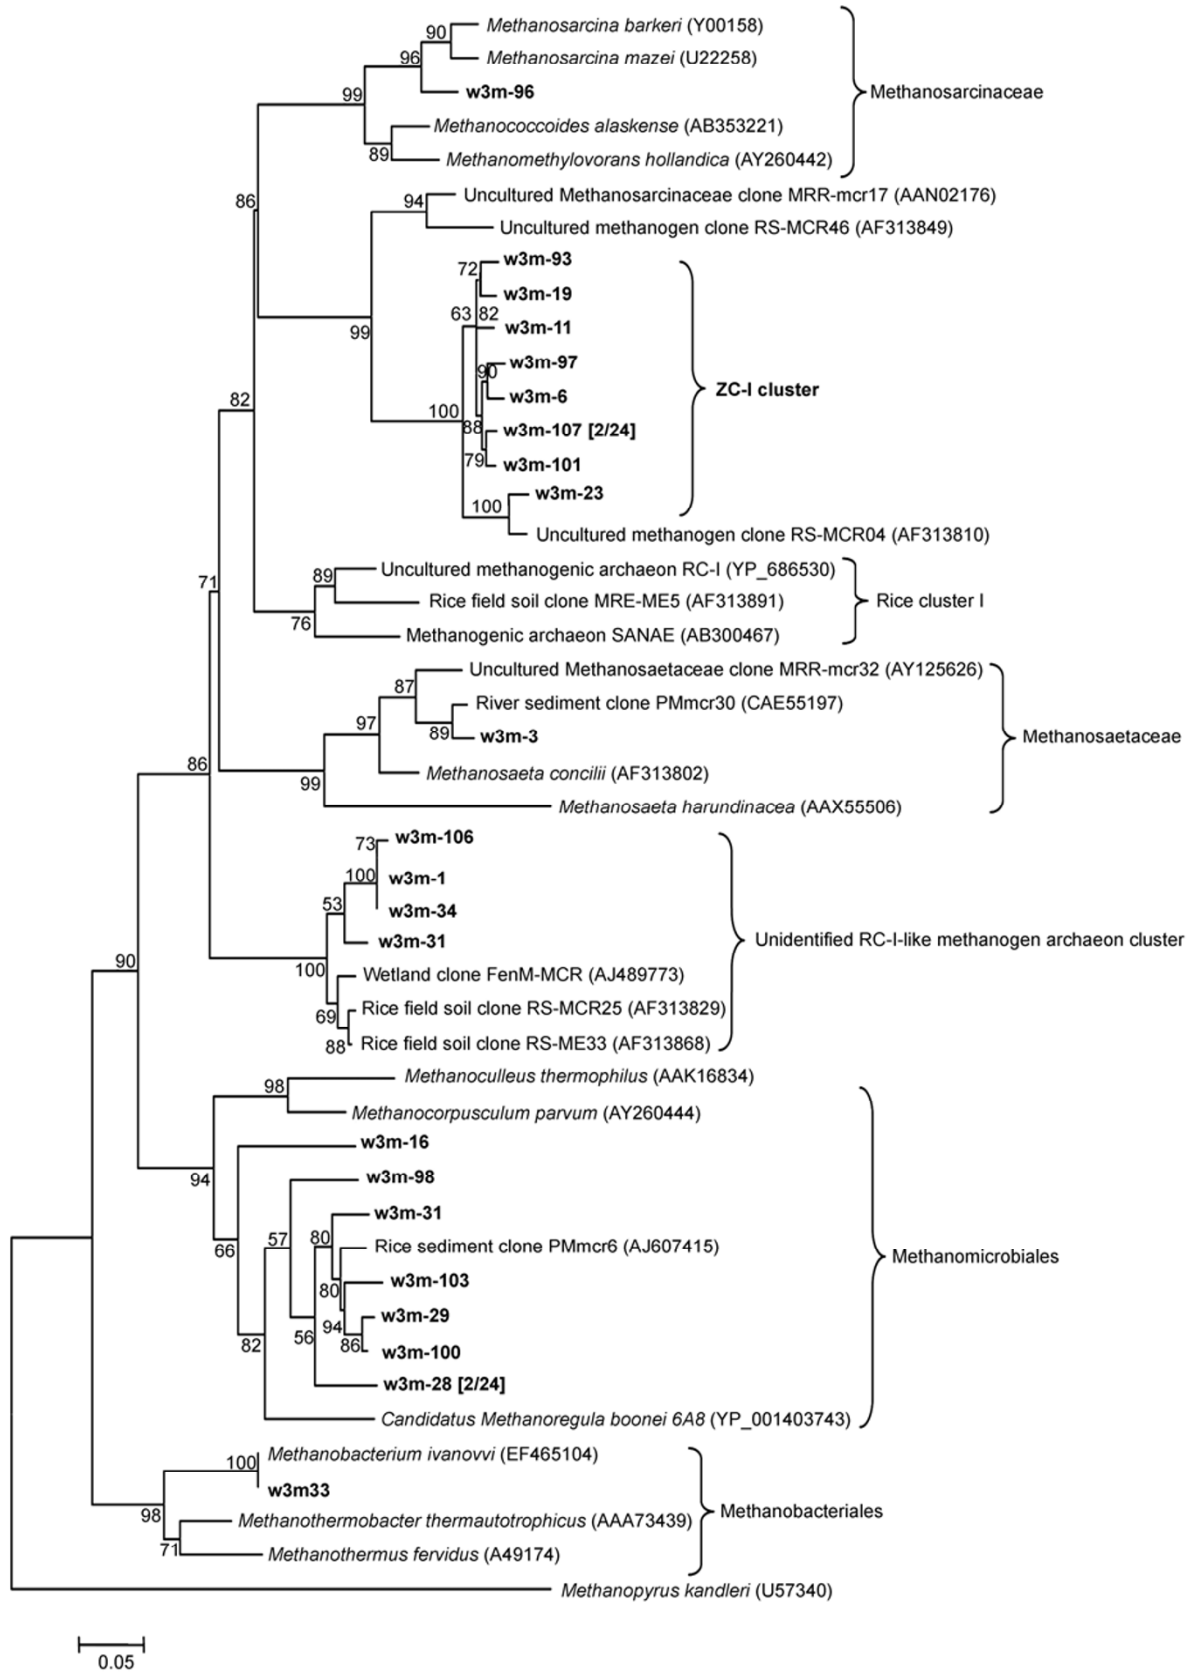 90
Methanosarcina barkeri (Y00158)
96
Methanosarcina mazei (U22258)
99
w3m-96
Methanosarcinaceae
Methanococcoides alaskense (AB353221)
89
Methanomethylovorans hollandica (AY260442)
86
94
Uncultured Methanosarcinaceae clone MRR-mcr17 (AAN02176)
Uncultured methanogen clone RS-MCR46 (AF313849)
72
w3m-93
w3m-19
63
82
w3m-11
99
w3m-97
90
w3m-6
ZC-I cluster
82
100
88
w3m-107 [2/24]
79
w3m-101
w3m-23
100
Uncultured methanogen clone RS-MCR04 (AF313810)
71
89
Uncultured methanogenic archaeon RC-I (YP_686530)
Rice field soil clone MRE-ME5 (AF313891)
Rice cluster I
76
Methanogenic archaeon SANAE (AB300467)
Uncultured Methanosaetaceae clone MRR-mcr32 (AY125626)
87
River sediment clone PMmcr30 (CAE55197)
97
89
w3m-3
Methanosaetaceae
86
Methanosaeta concilii (AF313802)
99
Methanosaeta harundinacea (AAX55506)
73
w3m-106
100
w3m-1
53
w3m-34
w3m-31
Unidentified RC-I-like methanogen archaeon cluster
90
100
Wetland clone FenM-MCR (AJ489773)
69
Rice field soil clone RS-MCR25 (AF313829)
88
Rice field soil clone RS-ME33 (AF313868)
98
Methanoculleus thermophilus (AAK16834)
Methanocorpusculum parvum (AY260444)
w3m-16
94
w3m-98
w3m-31
66
57
80
Rice sediment clone PMmcr6 (AJ607415)
Methanomicrobiales
80
w3m-103
94
w3m-29
82
56
86
w3m-100
w3m-28 [2/24]
Candidatus Methanoregula boonei 6A8 (YP_001403743)
100
Methanobacterium ivanovvi (EF465104)
w3m33
98
Methanothermobacter thermautotrophicus (AAA73439)
Methanobacteriales
71
Methanothermus fervidus (A49174)
Methanopyrus kandleri (U57340)
0.05